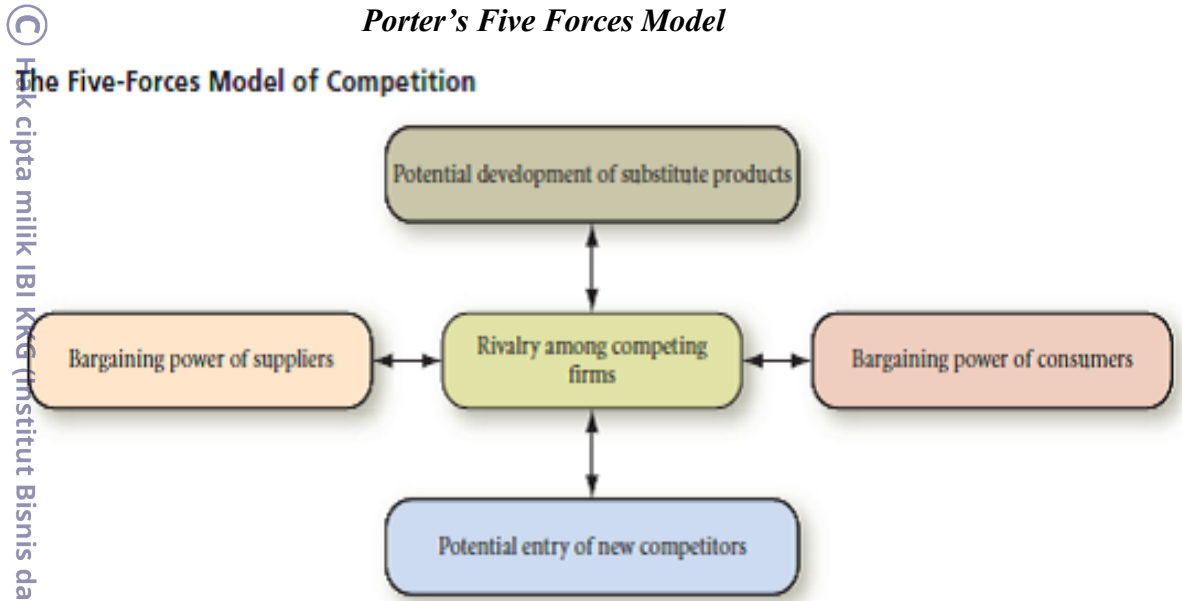 Porter's Five Forces Model
The Five-Forces Model of Competition
Potential development of substitute products
Bargaining power of suppliers
Rivalry among competing
firms
Bargaining power of consumers
Potential entry of new competitors
© Hak cipta milik IBI KKG (Institut Bisnis da